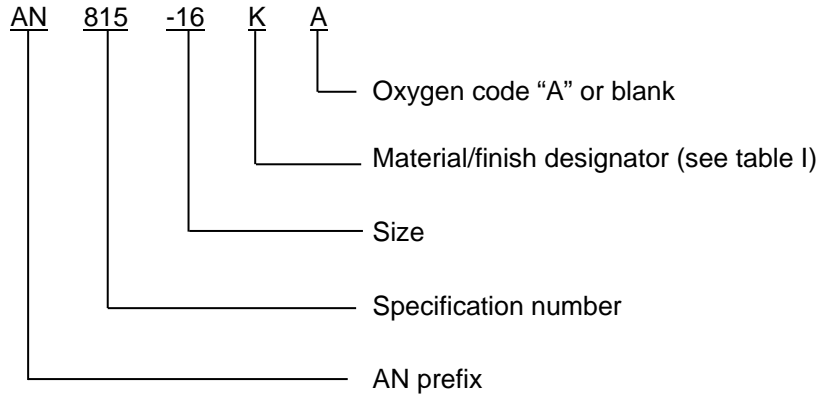 AN 815 -16 K A
Oxygen code “A” or blank
Material/finish designator (see table I)
Size
Specification number
AN prefix